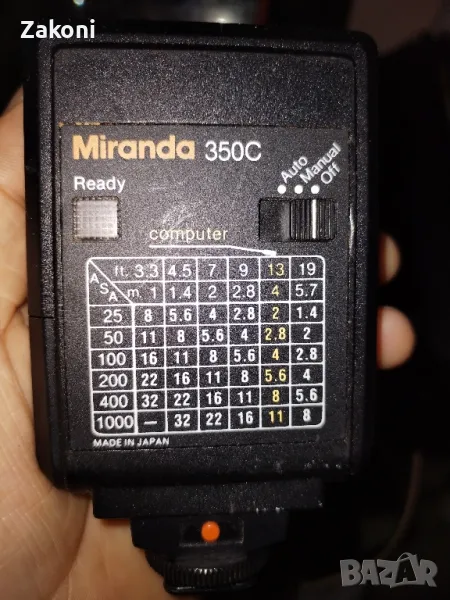 Zakoni
Miranda 350C
Ready
Auto
Manual
Off
computer
ASA
ft. 3.3 4.5 7 9 13 19
m. 1 1.4 2 2.8 4 5.7
25 8 5.6 4 2.8 2 1.4
50 11 8 5.6 4 2.8 2
100 16 11 8 5.6 4 2.8
200 22 16 11 8 5.6 4
400 32 22 16 11 8 5.6
1000 — 32 22 16 11 8
MADE IN JAPAN
BAZAR